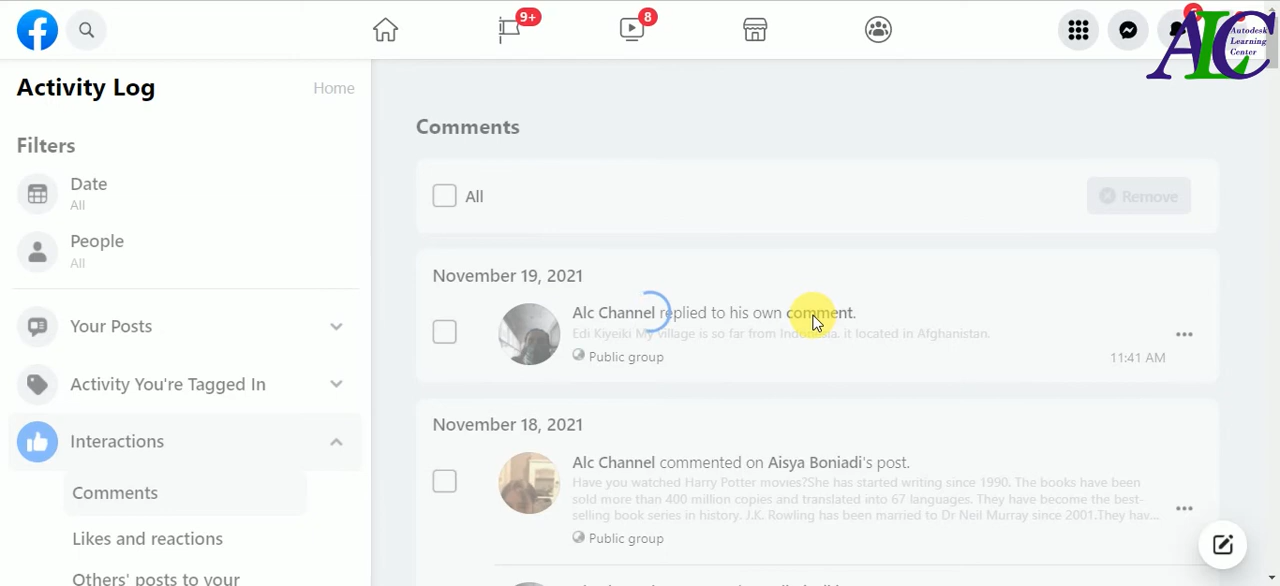 9+
8
ALC
Autodesk
Learning
Center
Activity Log
Home
Filters
Date
All
People
All
Your Posts
Activity You're Tagged In
Interactions
Comments
Likes and reactions
Others' posts to your
Comments
All
Remove
November 19, 2021
Alc Channel replied to his own comment.
Edi Kiyeiki My village is so far from Indonesia. it located in Afghanistan.
Public group
11:41 AM
November 18, 2021
Alc Channel commented on Aisya Boniadi's post.
Have you watched Harry Potter movies?She has started writing since 1990. The books have been
sold more than 400 million copies and translated into 67 languages. They have become the best-
selling book series in history. J.K. Rowling has been married to Dr Neil Murray since 2001.They hav...
Public group